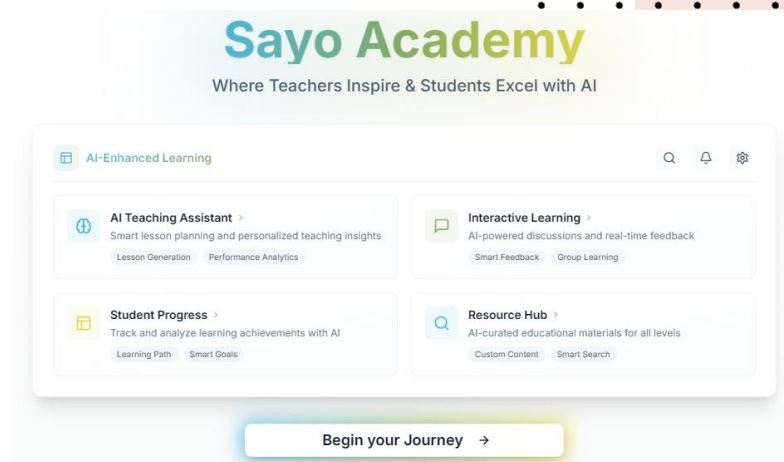 Sayo Academy
Where Teachers Inspire & Students Excel with AI
AI-Enhanced Learning
AI Teaching Assistant
Smart lesson planning and personalized teaching insights
Lesson Generation Performance Analytics
Interactive Learning
AI-powered discussions and real-time feedback
Smart Feedback Group Learning
Student Progress
Track and analyze learning achievements with AI
Learning Path Smart Goals
Resource Hub
AI-curated educational materials for all levels
Custom Content Smart Search
Begin your Journey →